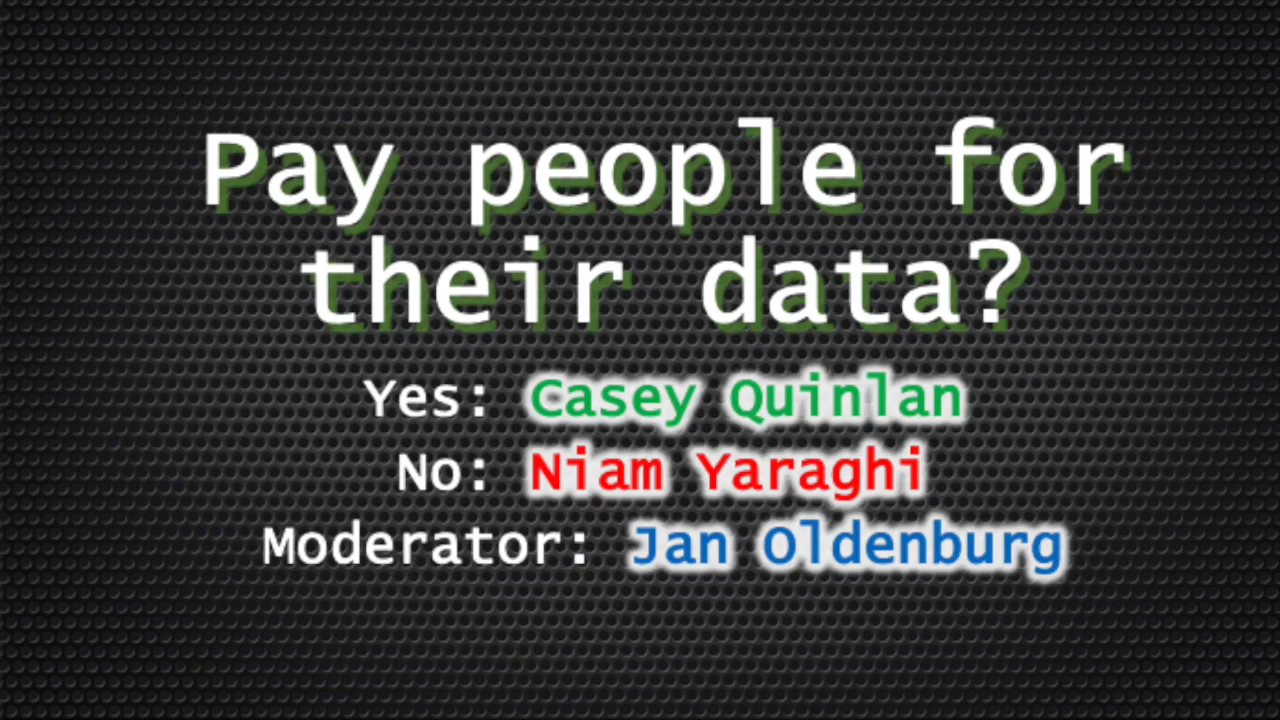 Pay people for
their data?
Yes: Casey Quinlan
No: Niam Yaraghi
Moderator: Jan Oldenburg